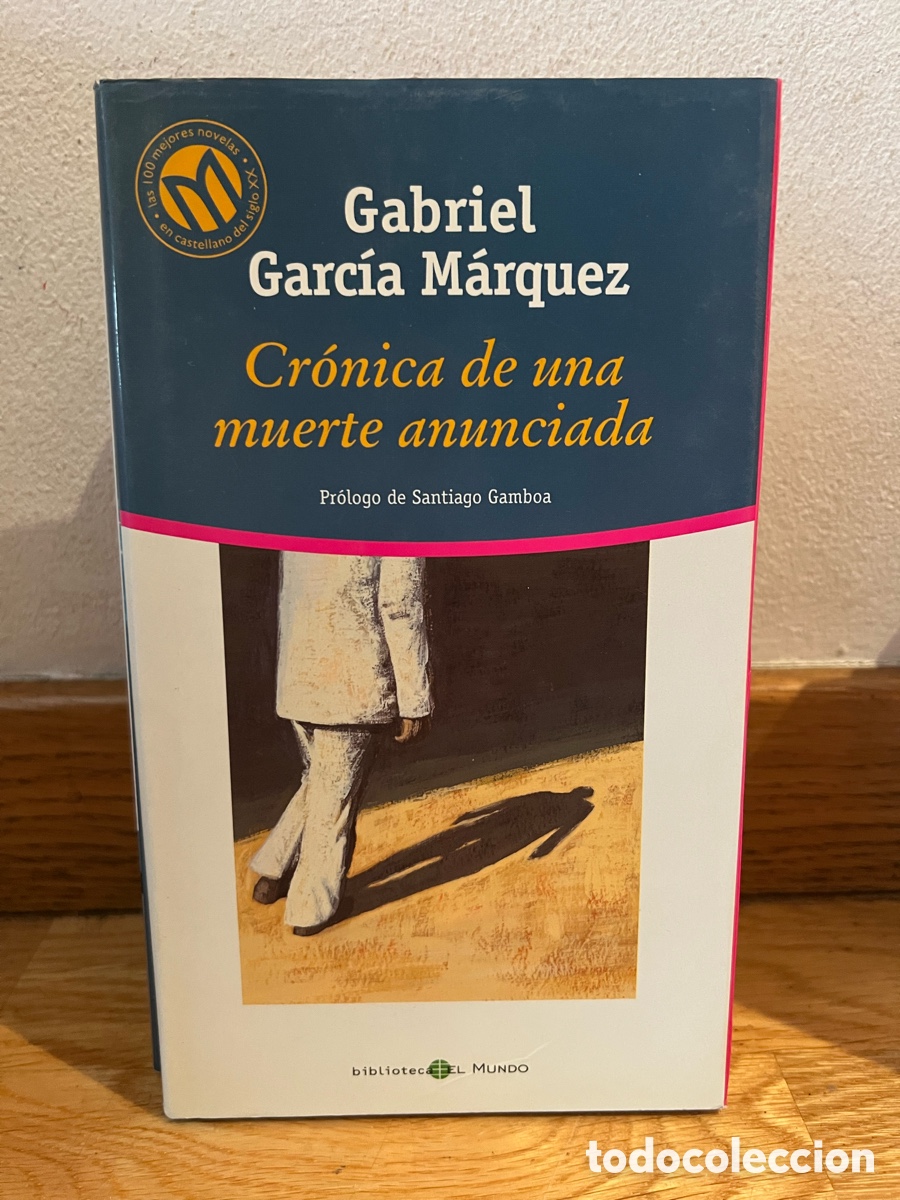 • las 100 mejores novelas •
en castellano del siglo XX
Gabriel
García Márquez
Crónica de una
muerte anunciada
Prólogo de Santiago Gamboa
biblioteca EL MUNDO
todocoleccion